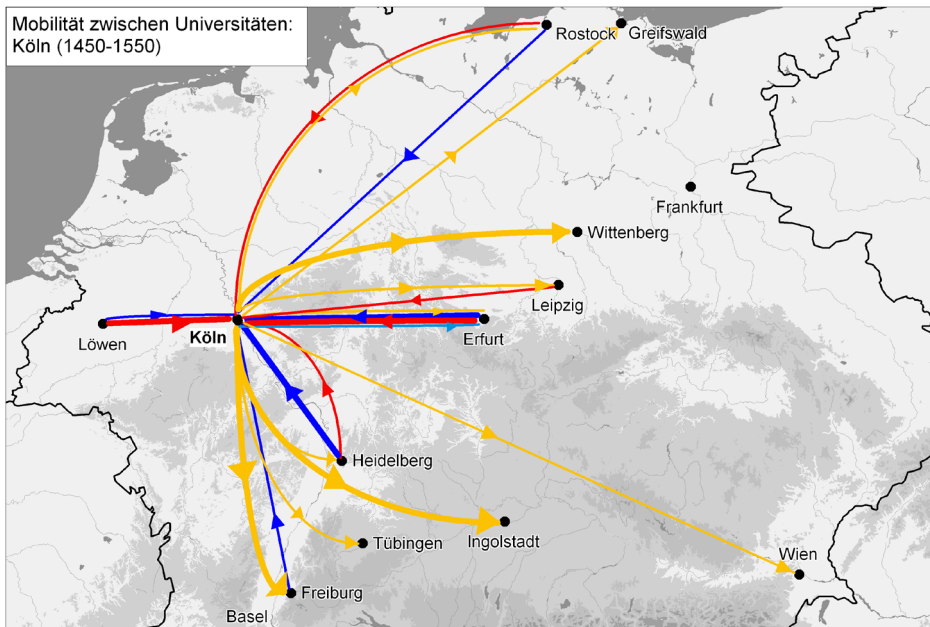 Mobilität zwischen Universitäten:
Köln (1450-1550)
Rostock
Greifswald
Frankfurt
Wittenberg
Leipzig
Löwen
Köln
Erfurt
Heidelberg
Tübingen
Ingolstadt
Wien
Freiburg
Basel